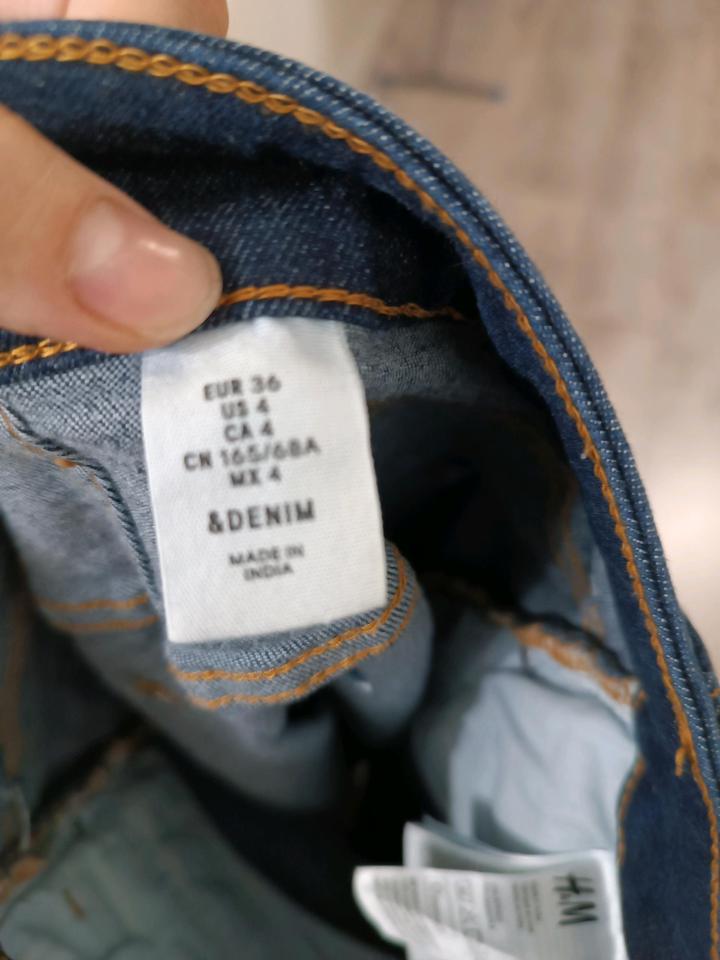 EUR 36
US 4
CA 4
CN 165/68A
MX 4
&DENIM
MADE IN
INDIA
H&M